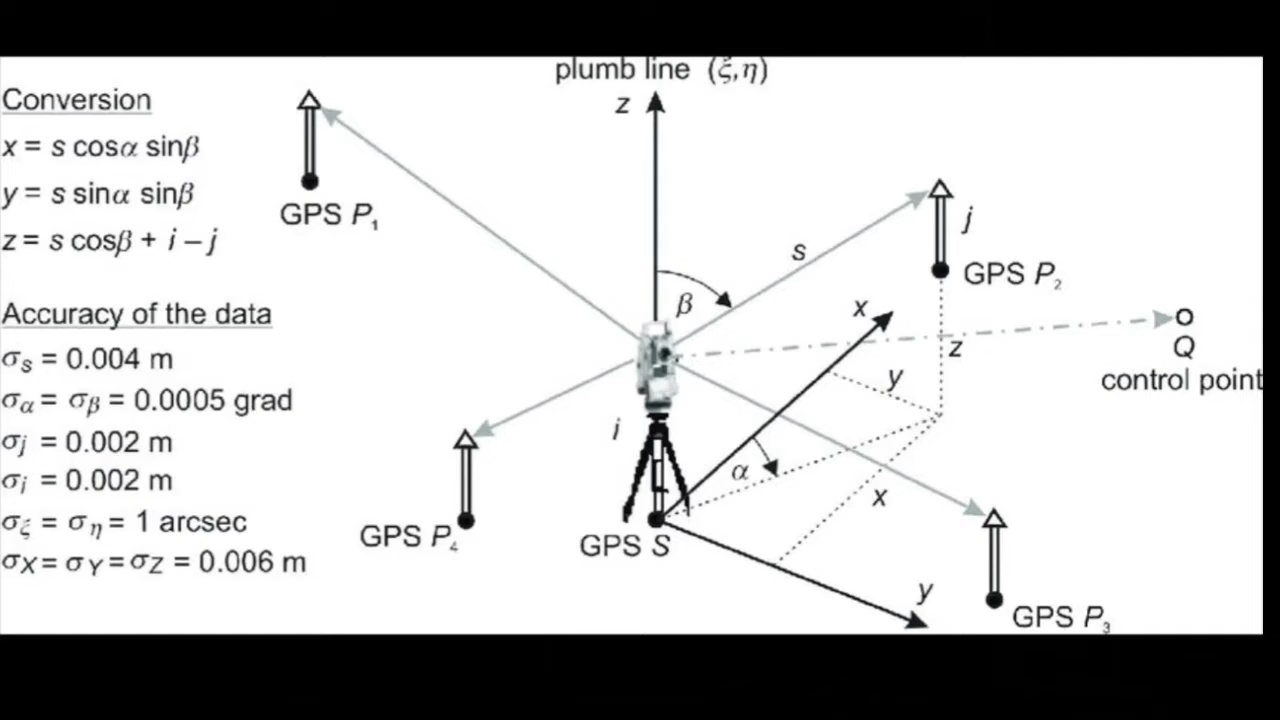 plumb line (ξ,η)
z
Conversion
x = s cosα sinβ
y = s sinα sinβ
z = s cosβ + i – j
Accuracy of the data
σs = 0.004 m
σα = σβ = 0.0005 grad
σj = 0.002 m
σi = 0.002 m
σξ = ση = 1 arcsec
σX = σY = σZ = 0.006 m
GPS P₁
j
s
GPS P₂
β
x
z
Q
control point
y
i
α
x
GPS P₄
GPS S
y
GPS P₃